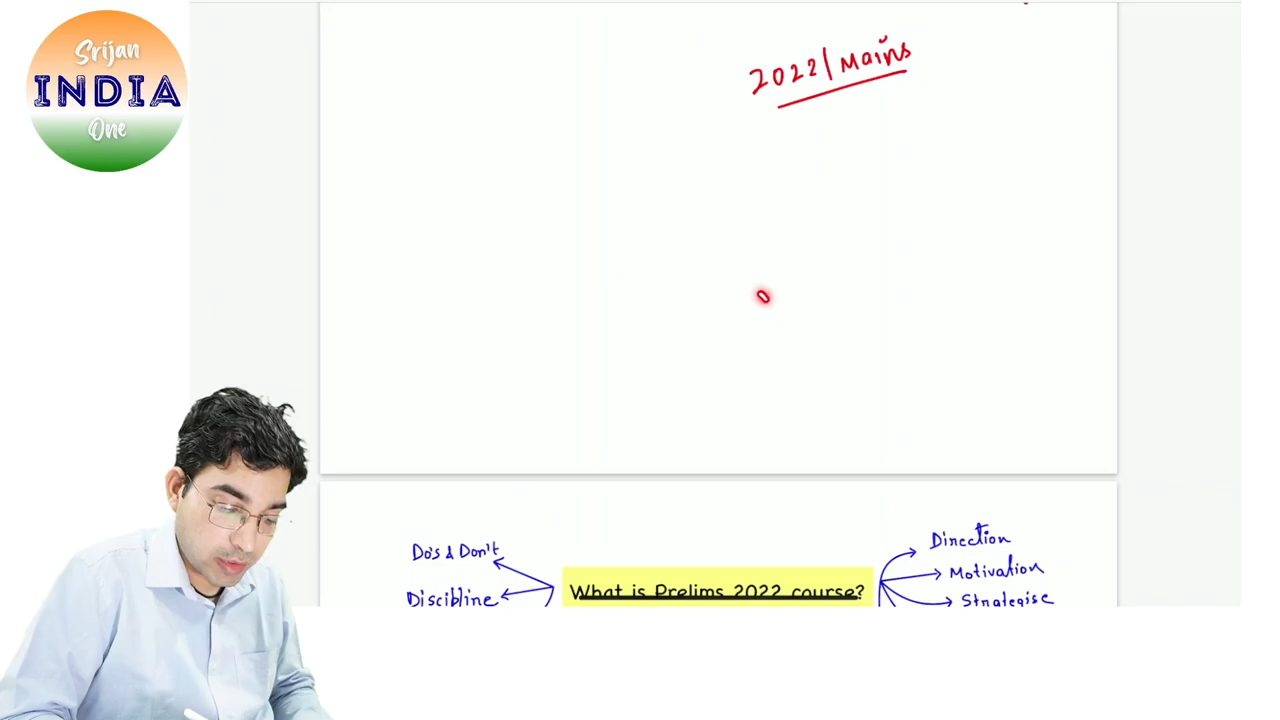 Srijan
INDIA
One
2022/Mains
Do's & Don't
Discipline
What is Prelims 2022 course?
Direction
Motivation
Strategise